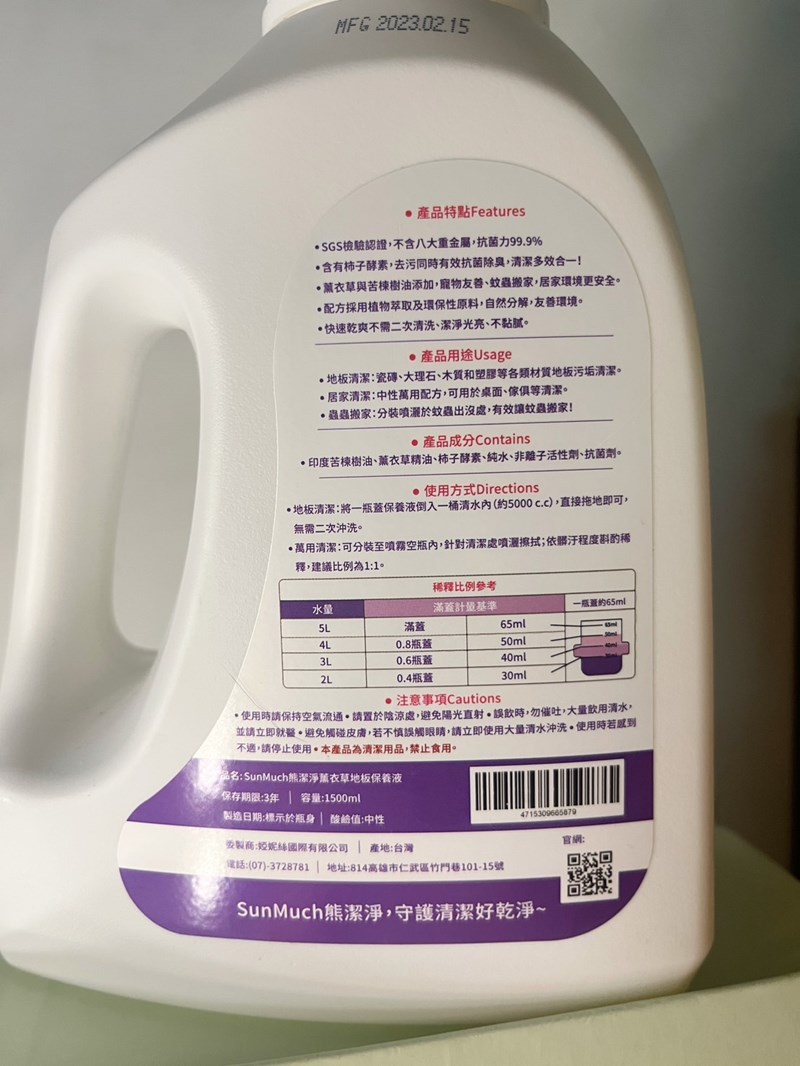 MFG 2023.02.15
• 產品特點Features
•SGS檢驗認證,不含八大重金屬,抗菌力99.9%
•含有柿子酵素,去污同時有效抗菌除臭,清潔多效合一!
•薰衣草與苦楝樹油添加,寵物友善、蚊蟲搬家,居家環境更安全。
•配方採用植物萃取及環保性原料,自然分解,友善環境。
•快速乾爽不需二次清洗、潔淨光亮、不黏膩。
• 產品用途Usage
• 地板清潔:瓷磚、大理石、木質和塑膠等各類材質地板污垢清潔。
• 居家清潔:中性萬用配方,可用於桌面、傢俱等清潔。
• 蟲蟲搬家:分裝噴灑於蚊蟲出沒處,有效讓蚊蟲搬家!
• 產品成分Contains
• 印度苦楝樹油、薰衣草精油、柿子酵素、純水、非離子活性劑、抗菌劑。
• 使用方式Directions
•地板清潔:將一瓶蓋保養液倒入一桶清水內(約5000 c.c),直接拖地即可,
無需二次沖洗。
•萬用清潔:可分裝至噴霧空瓶內,針對清潔處噴灑擦拭;依髒汙程度斟酌稀
釋,建議比例為1:1。
稀釋比例參考
水量 滿蓋計量基準 一瓶蓋約65ml
5L 滿蓋 65ml 65ml
4L 0.8瓶蓋 50ml 50ml
3L 0.6瓶蓋 40ml 40ml
2L 0.4瓶蓋 30ml 30ml
• 注意事項Cautions
•使用時請保持空氣流通•請置於陰涼處,避免陽光直射•誤飲時,勿催吐,大量飲用清水,
並請立即就醫•避免觸碰皮膚,若不慎誤觸眼睛,請立即使用大量清水沖洗•使用時若感到
不適,請停止使用•本產品為清潔用品,禁止食用。
品名:SunMuch熊潔淨薰衣草地板保養液
保存期限:3年 | 容量:1500ml
製造日期:標示於瓶身 | 酸鹼值:中性
4715309665879
委製商:婭妮絲國際有限公司 | 產地:台灣
電話:(07)-3728781 | 地址:814高雄市仁武區竹門巷101-15號
官網:
SunMuch熊潔淨,守護清潔好乾淨~